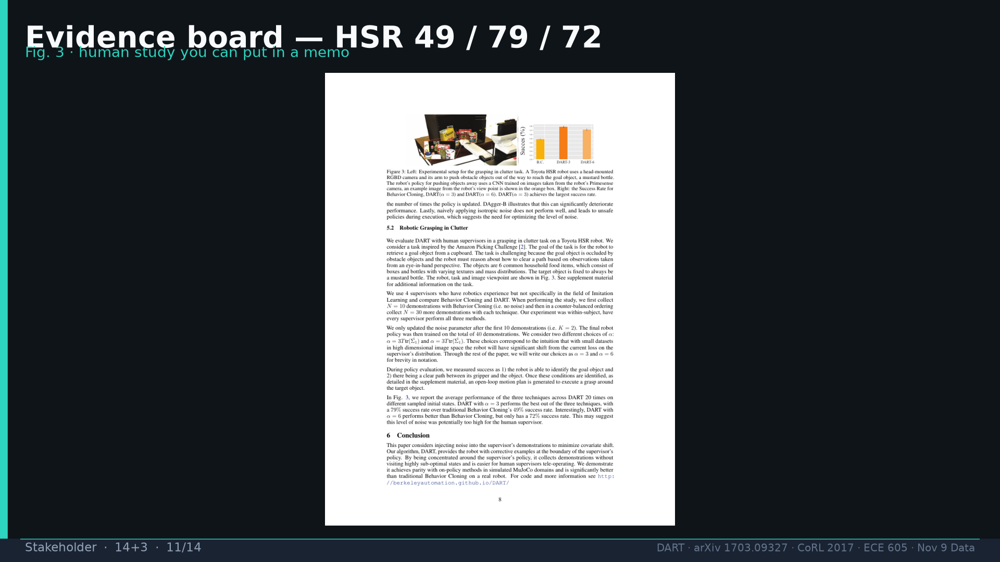 Evidence board — HSR 49 / 79 / 72
Fig. 3 · human study you can put in a memo
Succes (%)
B.C.
DART-3
DART-6
Figure 3: Left: Experimental setup for the grasping in clutter task. A Toyota HSR robot uses a head-mounted
RGBD camera and its arm to push obstacle objects out of the way to reach the goal object, a mustard bottle.
The robot's policy for pushing objects away uses a CNN trained on images taken from the robot's Primesense
camera, an example image from the robot's view point is shown in the orange box. Right: the Success Rate for
Behavior Cloning, DART(α = 3) and DART(α = 6). DART(α = 3) achieves the largest success rate.
the number of times the policy is updated. DAgger-B illustrates that this can significantly deteriorate
performance. Lastly, naively applying isotropic noise does not perform well, and leads to unsafe
policies during execution, which suggests the need for optimizing the level of noise.
5.2 Robotic Grasping in Clutter
We evaluate DART with human supervisors in a grasping in clutter task on a Toyota HSR robot. We
consider a task inspired by the Amazon Picking Challenge [2]. The goal of the task is for the robot to
retrieve a goal object from a cupboard. The task is challenging because the goal object is occluded by
obstacle objects and the robot must reason about how to clear a path based on observations taken
from an eye-in-hand perspective. The objects are 6 common household food items, which consist of
boxes and bottles with varying textures and mass distributions. The target object is fixed to always be
a mustard bottle. The robot, task and image viewpoint are shown in Fig. 3. See supplement material
for additional information on the task.
We use 4 supervisors who have robotics experience but not specifically in the field of Imitation
Learning and compare Behavior Cloning and DART. When performing the study, we first collect
N = 10 demonstrations with Behavior Cloning (i.e. no noise) and then in a counter-balanced ordering
collect N = 30 more demonstrations with each technique. Our experiment was within-subject, have
every supervisor perform all three methods.
We only updated the noise parameter after the first 10 demonstrations (i.e. K = 2). The final robot
policy was then trained on the total of 40 demonstrations. We consider two different choices of α:
α = 3Ttr(Σ̂₁) and α = 3Ttr(Σ̂₁). These choices correspond to the intuition that with small datasets
in high dimensional image space the robot will have significant shift from the current loss on the
supervisor's distribution. Through the rest of the paper, we will write our choices as α = 3 and α = 6
for brevity in notation.
During policy evaluation, we measured success as 1) the robot is able to identify the goal object and
2) there being a clear path between its gripper and the object. Once these conditions are identified, as
detailed in the supplement material, an open-loop motion plan is generated to execute a grasp around
the target object.
In Fig. 3, we report the average performance of the three techniques across DART 20 times on
different sampled initial states. DART with α = 3 performs the best out of the three techniques, with
a 79% success rate over traditional Behavior Cloning's 49% success rate. Interestingly, DART with
α = 6 performs better than Behavior Cloning, but only has a 72% success rate. This may suggest
this level of noise was potentially too high for the human supervisor.
6 Conclusion
This paper considers injecting noise into the supervisor's demonstrations to minimize covariate shift.
Our algorithm, DART, provides the robot with corrective examples at the boundary of the supervisor's
policy. By being concentrated around the supervisor's policy, it collects demonstrations without
visiting highly sub-optimal states and is easier for human supervisors tele-operating. We demonstrate
it achieves parity with on-policy methods in simulated MuJoCo domains and is significantly better
than traditional Behavior Cloning on a real robot. For code and more information see http:
//berkeleyautomation.github.io/DART/
8
Stakeholder · 14+3 · 11/14
DART · arXiv 1703.09327 · CoRL 2017 · ECE 605 · Nov 9 Data